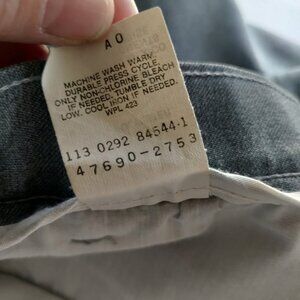 A O
MACHINE WASH WARM,
DURABLE PRESS CYCLE.
ONLY NON-CHLORINE BLEACH
IF NEEDED. TUMBLE DRY
LOW. COOL IRON IF NEEDED.
WPL 423
113 0292 84544-1
47690-2753